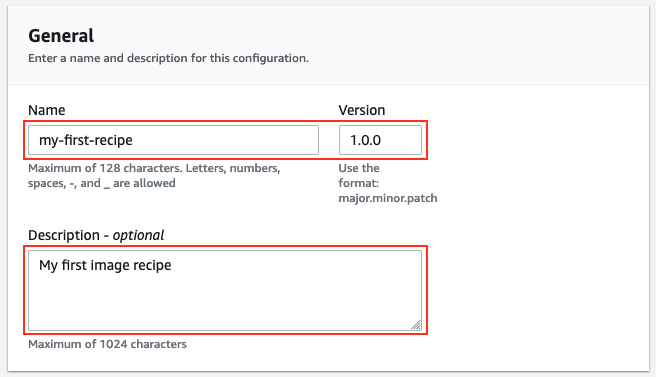 General
Enter a name and description for this configuration.
Name
Version
my-first-recipe
1.0.0
Maximum of 128 characters. Letters, numbers,
spaces, -, and _ are allowed
Use the
format:
major.minor.patch
Description - optional
My first image recipe
Maximum of 1024 characters